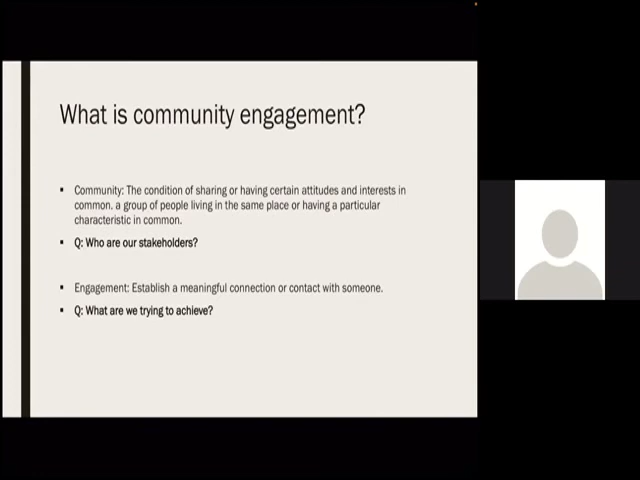 What is community engagement?
▪ Community: The condition of sharing or having certain attitudes and interests in
common. a group of people living in the same place or having a particular
characteristic in common.
▪ Q: Who are our stakeholders?
▪ Engagement: Establish a meaningful connection or contact with someone.
▪ Q: What are we trying to achieve?